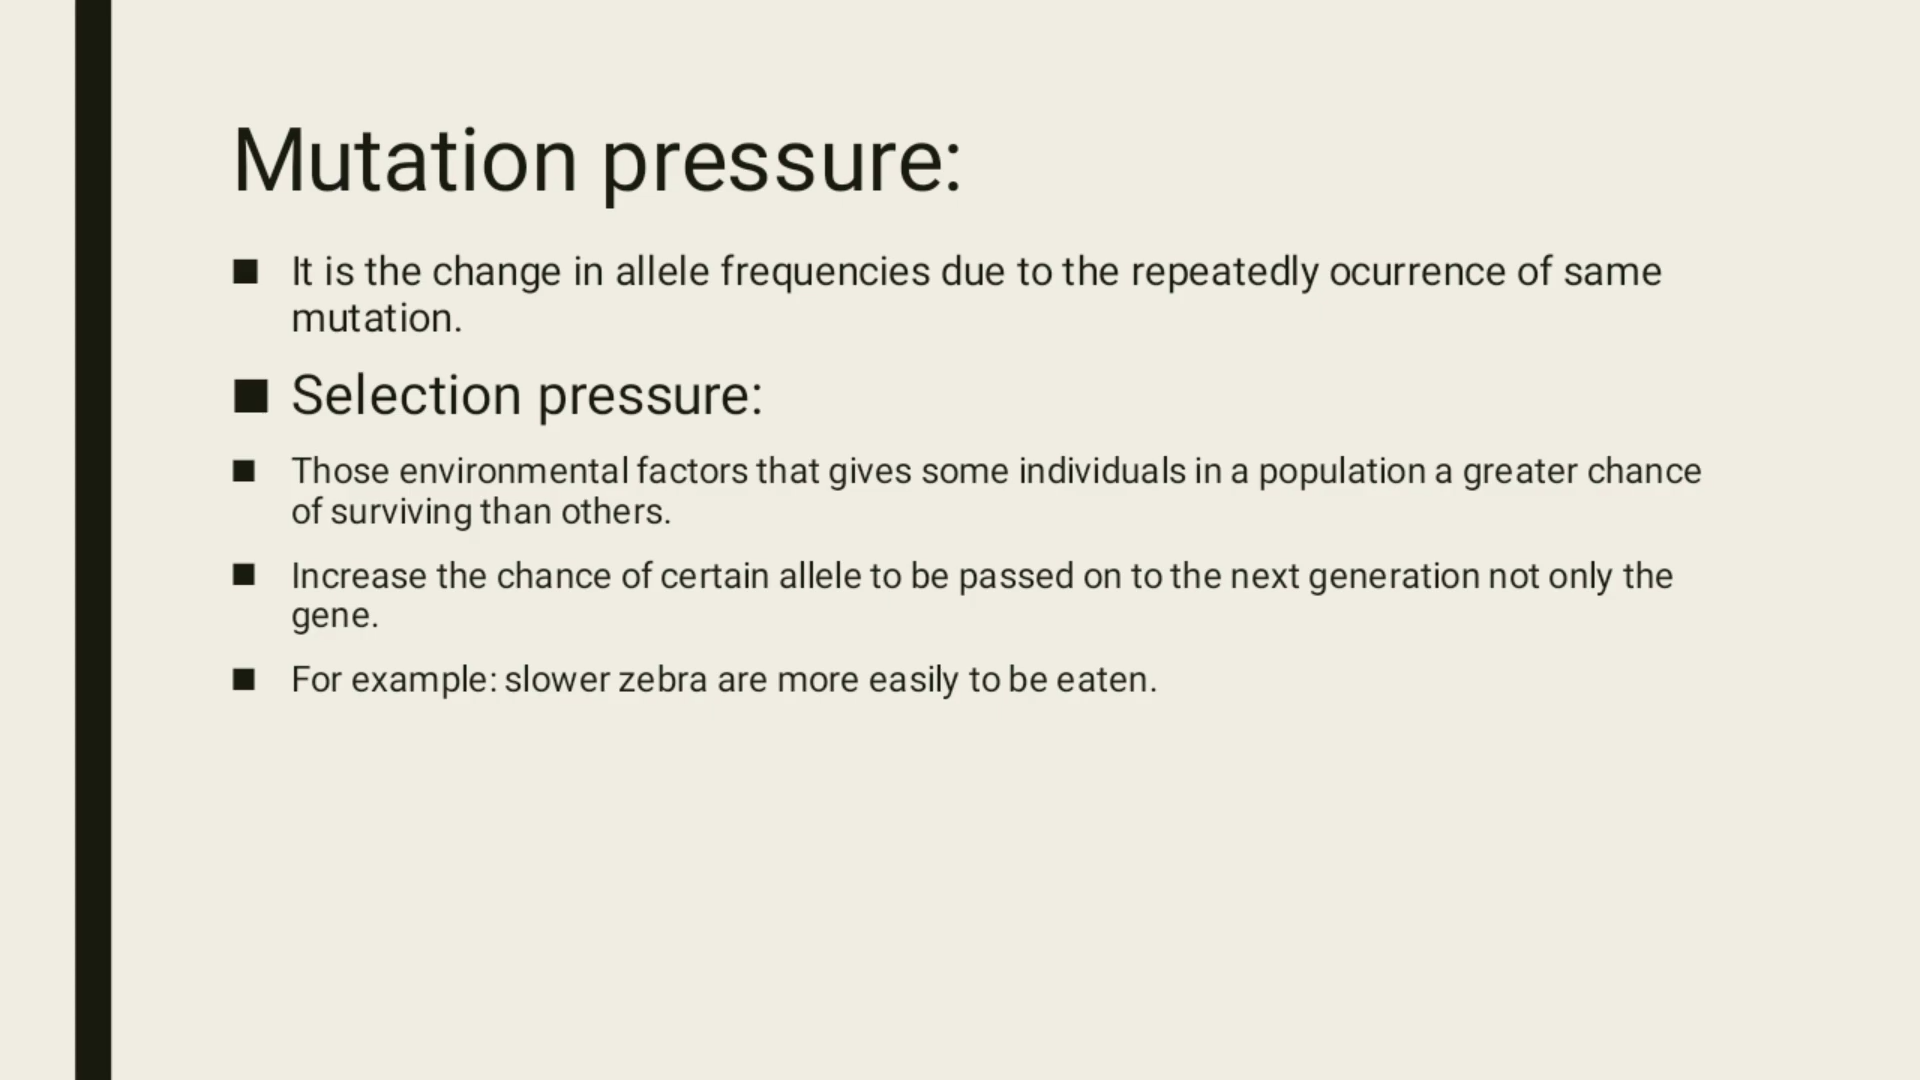 Mutation pressure:
It is the change in allele frequencies due to the repeatedly ocurrence of same
mutation.
Selection pressure:
Those environmental factors that gives some individuals in a population a greater chance
of surviving than others.
Increase the chance of certain allele to be passed on to the next generation not only the
gene.
For example: slower zebra are more easily to be eaten.